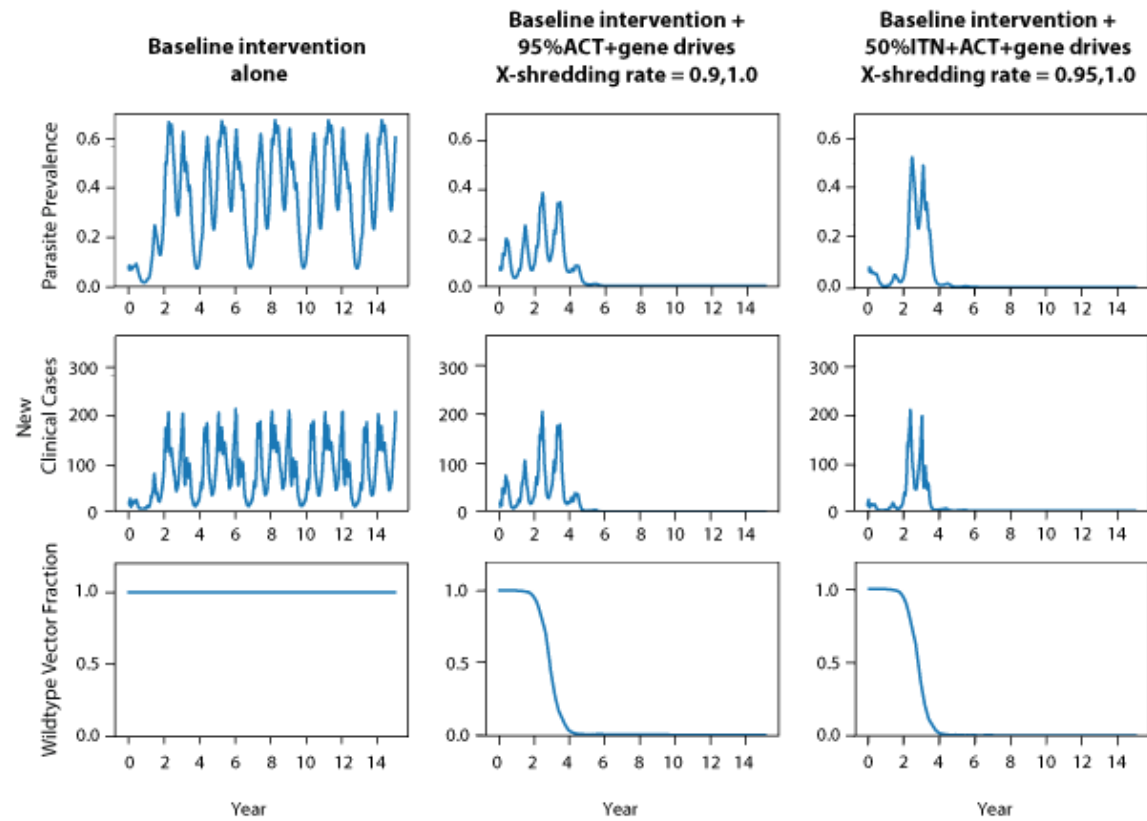 Baseline intervention
alone
Baseline intervention +
95%ACT+gene drives
X-shredding rate = 0.9,1.0
Baseline intervention +
50%ITN+ACT+gene drives
X-shredding rate = 0.95,1.0
Parasite Prevalence
0.6
0.4
0.2
0.0
0 2 4 6 8 10 12 14
0.6
0.4
0.2
0.0
0 2 4 6 8 10 12 14
0.6
0.4
0.2
0.0
0 2 4 6 8 10 12 14
New
Clinical Cases
300
200
100
0
0 2 4 6 8 10 12 14
300
200
100
0
0 2 4 6 8 10 12 14
300
200
100
0
0 2 4 6 8 10 12 14
Wildtype Vector Fraction
1.0
0.5
0.0
0 2 4 6 8 10 12 14
1.0
0.5
0.0
0 2 4 6 8 10 12 14
1.0
0.5
0.0
0 2 4 6 8 10 12 14
Year
Year
Year